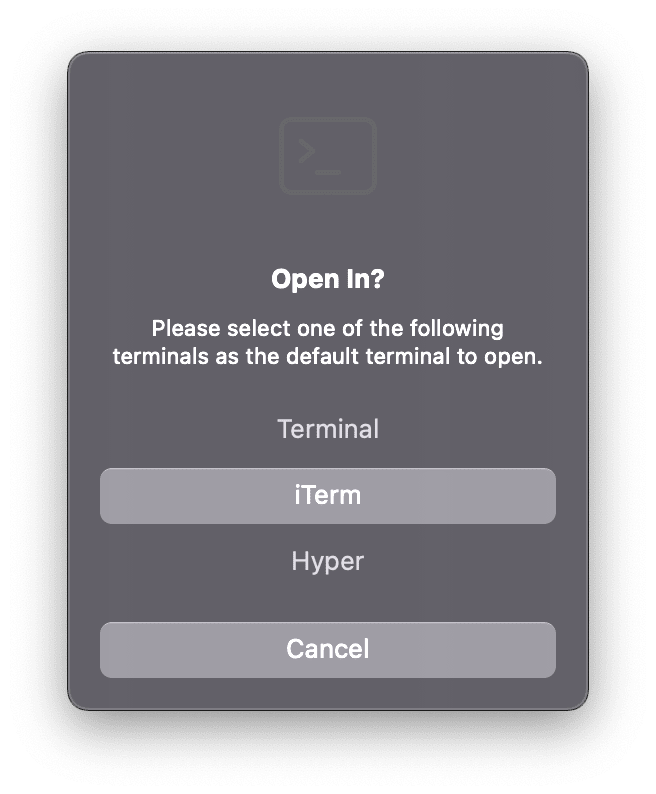 >_
Open In?
Please select one of the following
terminals as the default terminal to open.
Terminal
iTerm
Hyper
Cancel